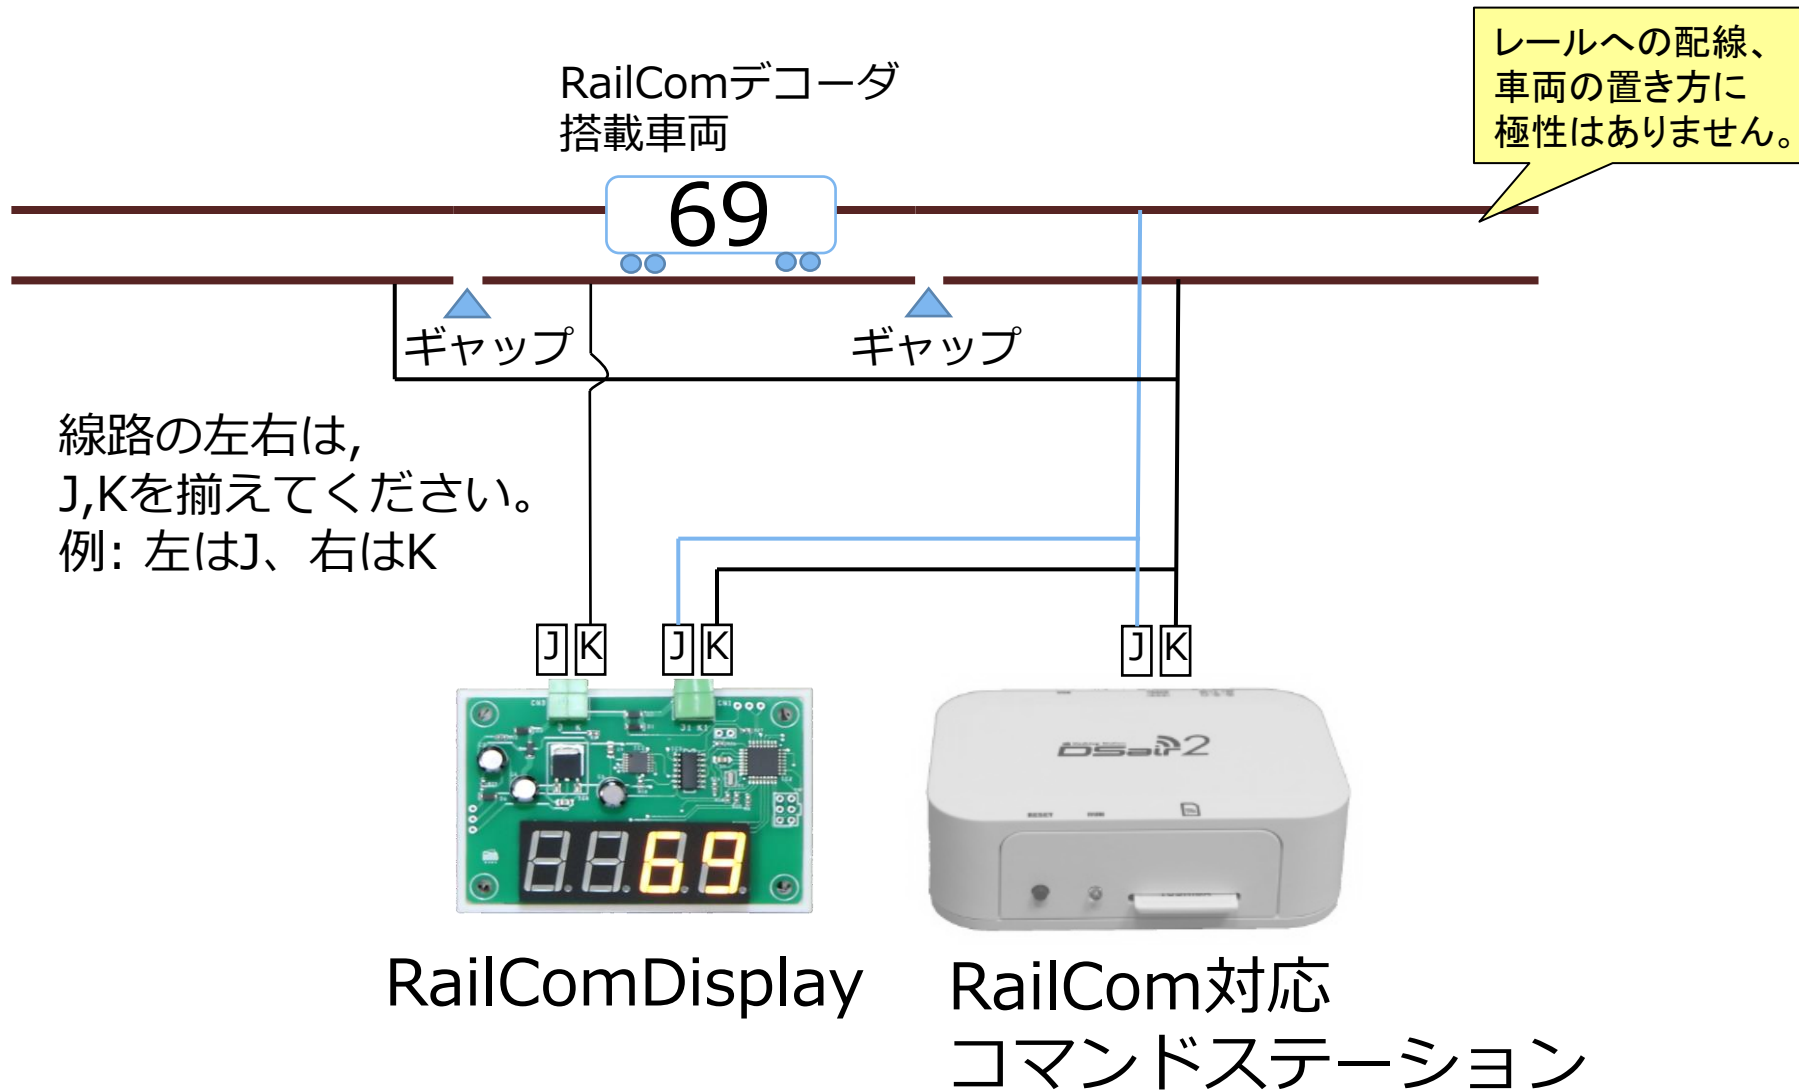 レールへの配線、
車両の置き方に
極性はありません。
RailComデコーダ
搭載車両
69
ギャップ
ギャップ
線路の左右は,
J,Kを揃えてください。
例: 左はJ、右はK
J K
J K
J K
J K
J1 K1
69
DSair2
RESET
RailComDisplay
RailCom対応
コマンドステーション